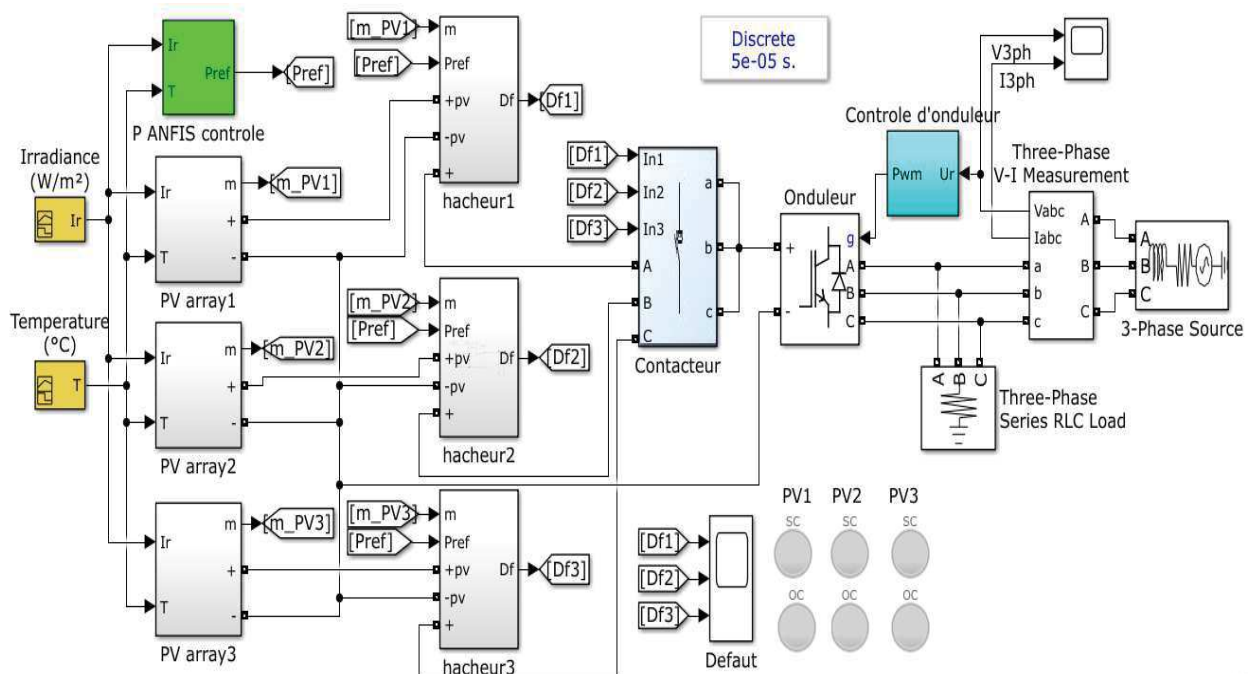 Ir
Pref
T
[Pref]
P ANFIS controle
Irradiance
(W/m²)
Ir
Temperature
(°C)
T
Ir
m
+
T
-
[m_PV1]
PV array1
Ir
m
+
T
-
[m_PV2]
PV array2
Ir
m
+
T
-
[m_PV3]
PV array3
[m_PV1]
[Pref]
m
Pref
+pv
-pv
+
Df
[Df1]
hacheur1
[m_PV2]
[Pref]
m
Pref
+pv
-pv
+
Df
[Df2]
hacheur2
[m_PV3]
[Pref]
m
Pref
+pv
-pv
+
Df
[Df3]
hacheur3
Discrete
5e-05 s.
[Df1]
[Df2]
[Df3]
In1
In2
In3
A
B
C
a
b
c
Contacteur
Onduleur
+
-
g
A
B
C
Controle d'onduleur
Pwm
Ur
V3ph
I3ph
Three-Phase
V-I Measurement
Vabc
Iabc
a
b
c
A
B
C
A
B
C
3-Phase Source
A
B
C
Three-Phase
Series RLC Load
[Df1]
[Df2]
[Df3]
Defaut
PV1
PV2
PV3
SC
SC
SC
OC
OC
OC